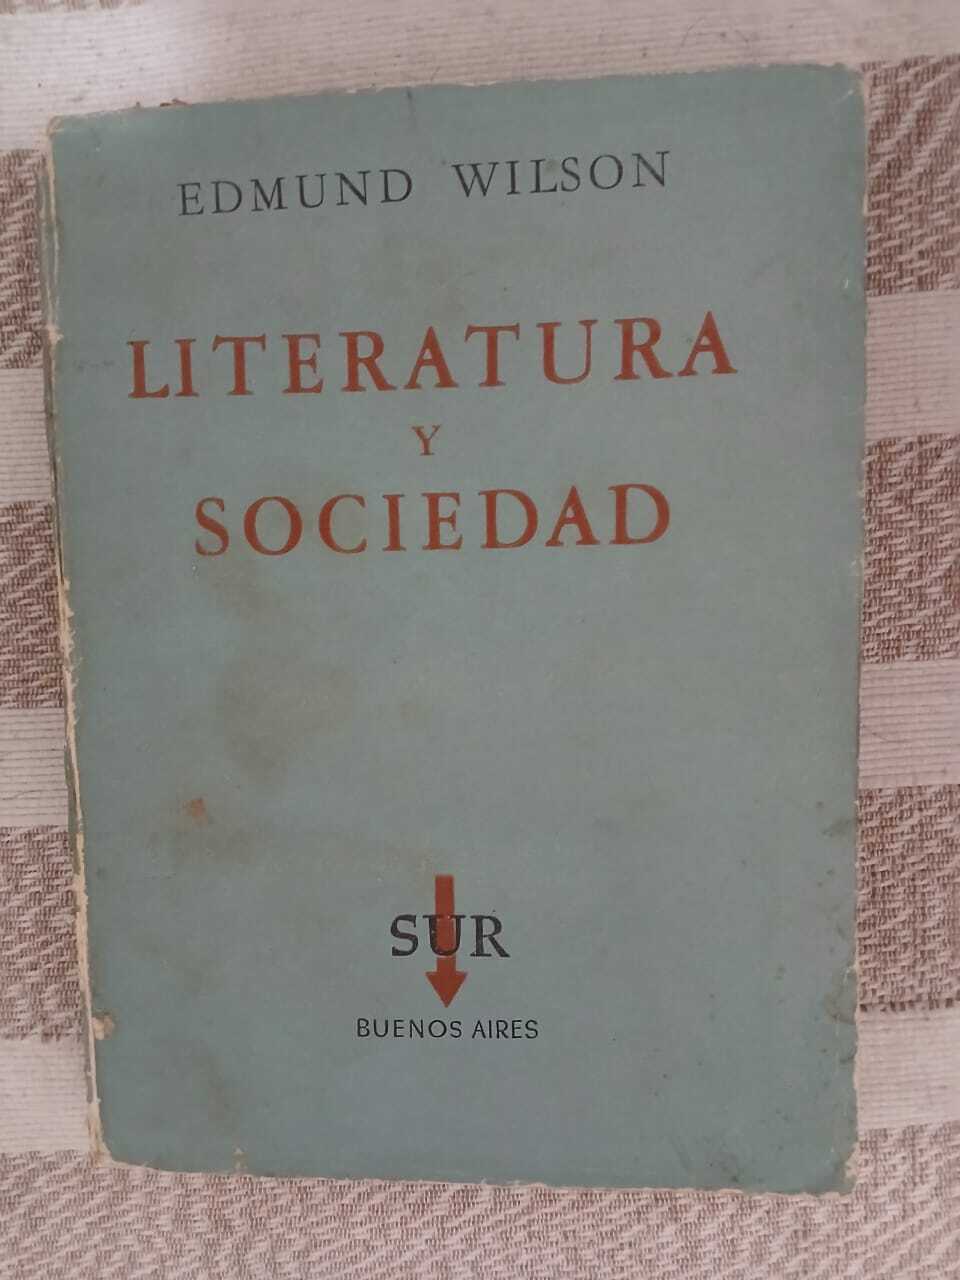 EDMUND WILSON
LITERATURA
Y
SOCIEDAD
SUR
BUENOS AIRES